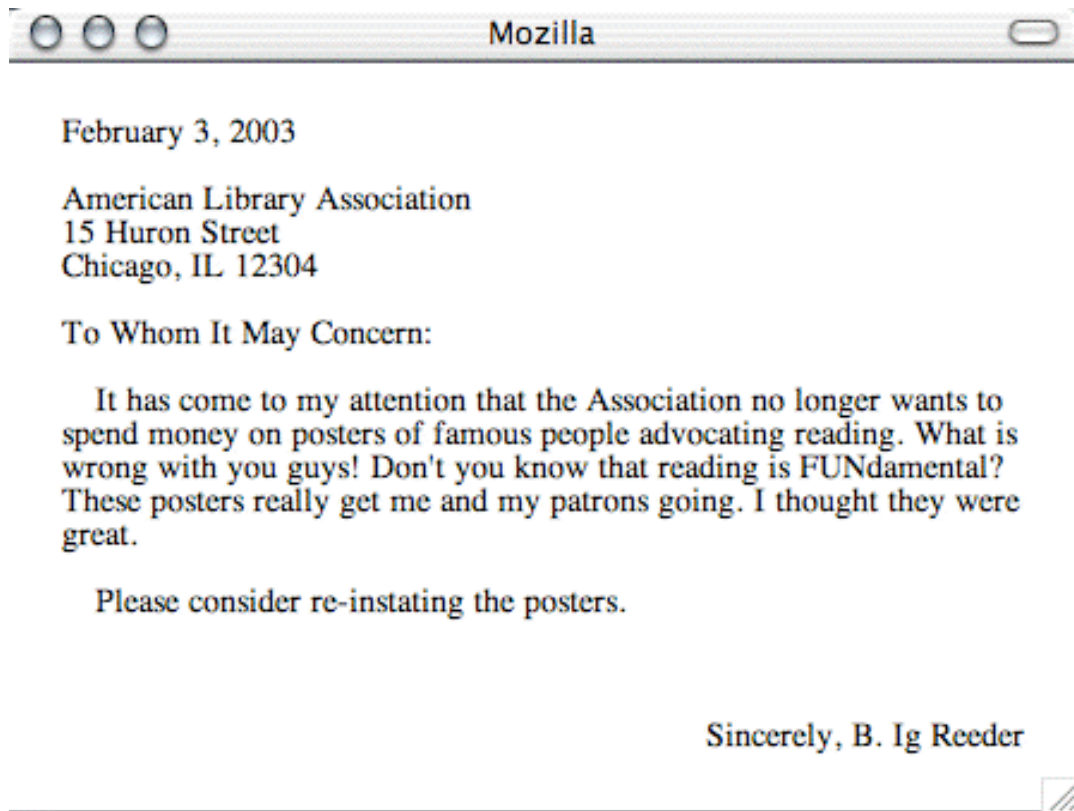 Mozilla
February 3, 2003
American Library Association
15 Huron Street
Chicago, IL 12304
To Whom It May Concern:
It has come to my attention that the Association no longer wants to
spend money on posters of famous people advocating reading. What is
wrong with you guys! Don't you know that reading is FUNdamental?
These posters really get me and my patrons going. I thought they were
great.
Please consider re-instating the posters.
Sincerely, B. Ig Reeder